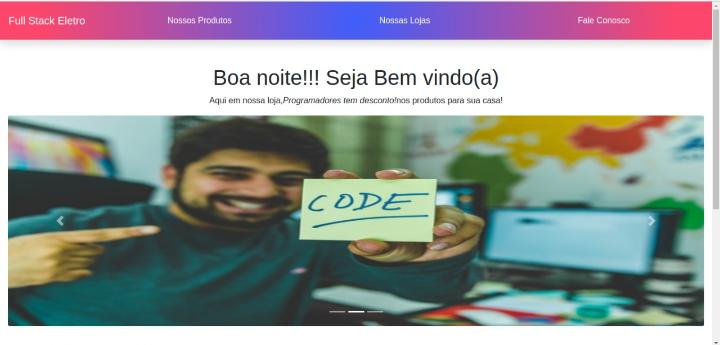 Full Stack Eletro Nossos Produtos Nossas Lojas Fale Conosco
Boa noite!!! Seja Bem vindo(a)
Aqui em nossa loja,Programadores tem desconto!nos produtos para sua casa!
CODE